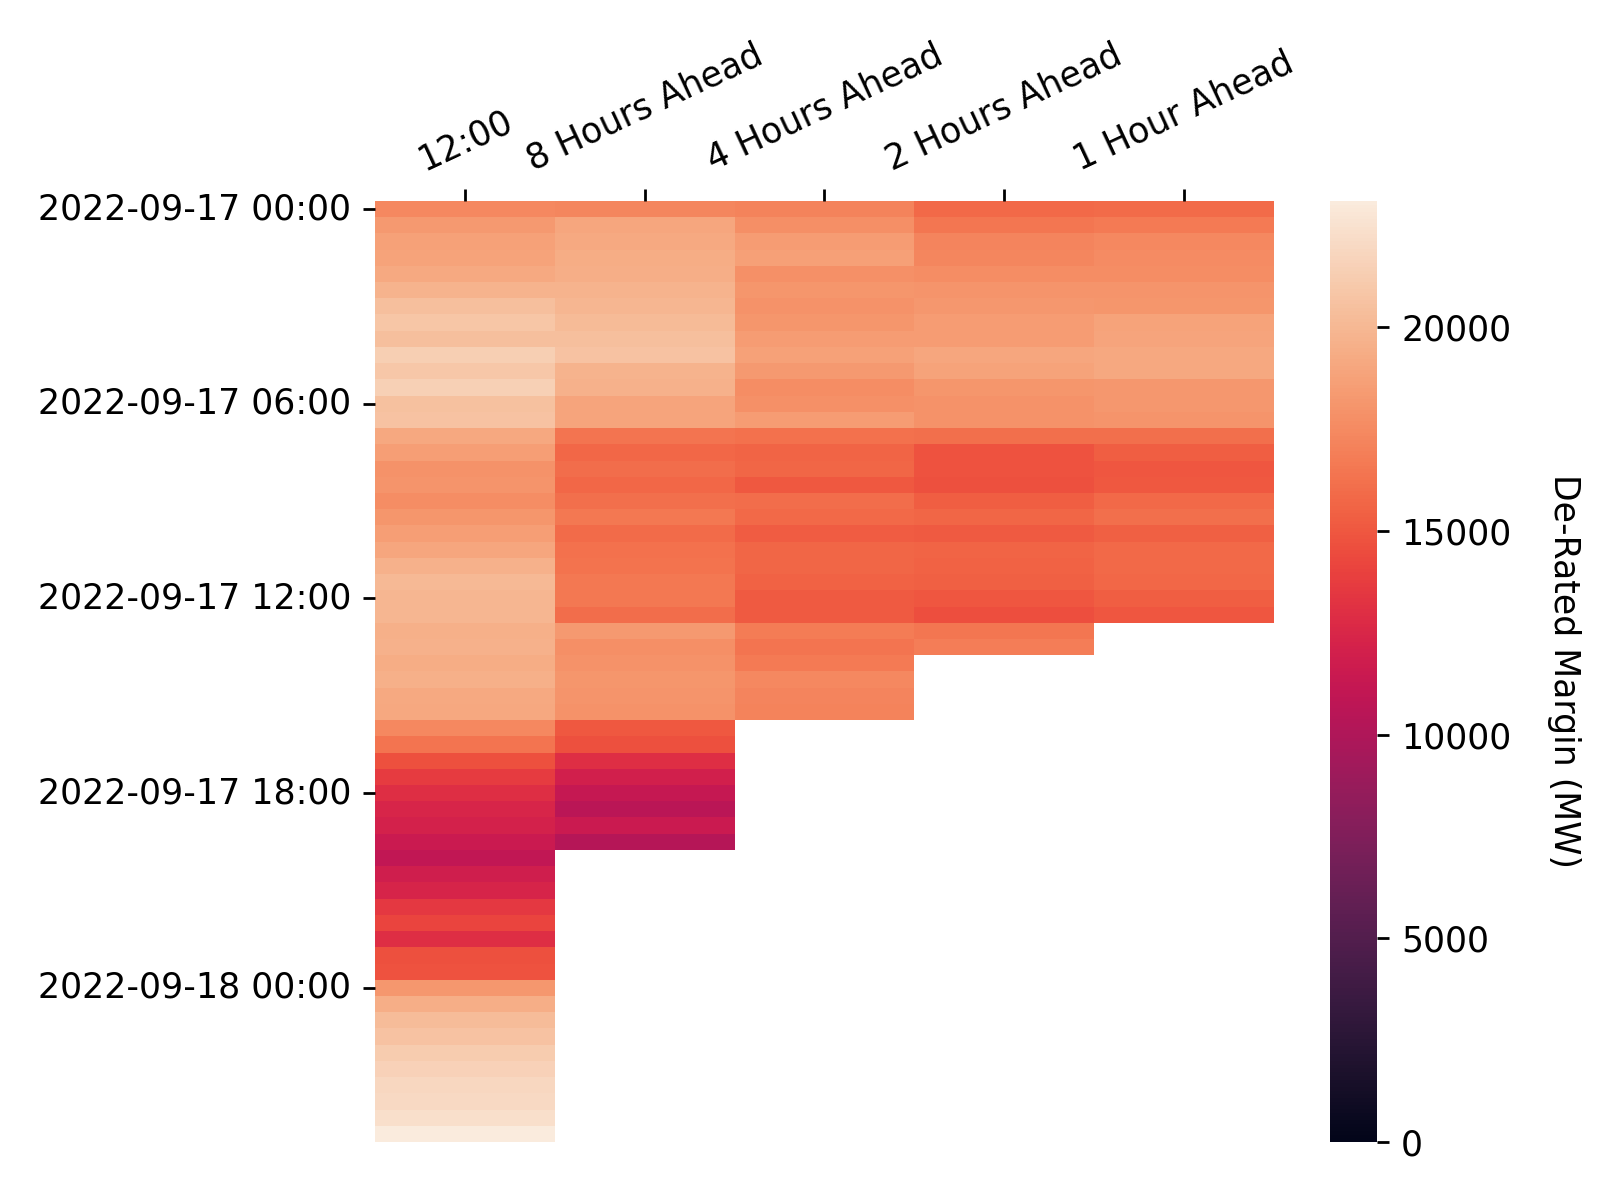 12:00
8 Hours Ahead
4 Hours Ahead
2 Hours Ahead
1 Hour Ahead
2022-09-17 00:00
2022-09-17 06:00
2022-09-17 12:00
2022-09-17 18:00
2022-09-18 00:00
20000
15000
10000
5000
0
De-Rated Margin (MW)